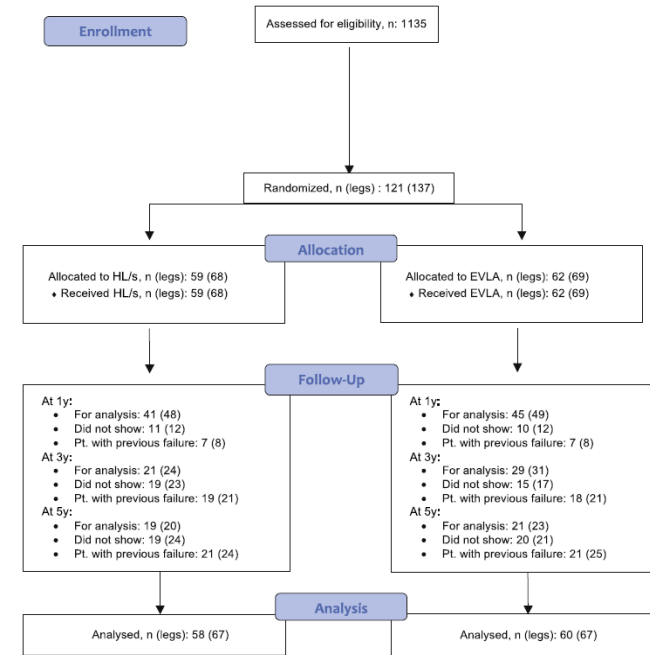 Enrollment
Assessed for eligibility, n: 1135
Randomized, n (legs) : 121 (137)
Allocation
Allocated to HL/s, n (legs): 59 (68)
♦ Received HL/s, n (legs): 59 (68)
Allocated to EVLA, n (legs): 62 (69)
♦ Received EVLA, n (legs): 62 (69)
Follow-Up
At 1y:
• For analysis: 41 (48)
• Did not show: 11 (12)
• Pt. with previous failure: 7 (8)
At 3y:
• For analysis: 21 (24)
• Did not show: 19 (23)
• Pt. with previous failure: 19 (21)
At 5y:
• For analysis: 19 (20)
• Did not show: 19 (24)
• Pt. with previous failure: 21 (24)
At 1y:
• For analysis: 45 (49)
• Did not show: 10 (12)
• Pt. with previous failure: 7 (8)
At 3y:
• For analysis: 29 (31)
• Did not show: 15 (17)
• Pt. with previous failure: 18 (21)
At 5y:
• For analysis: 21 (23)
• Did not show: 20 (21)
• Pt. with previous failure: 21 (25)
Analysis
Analysed, n (legs): 58 (67)
Analysed, n (legs): 60 (67)